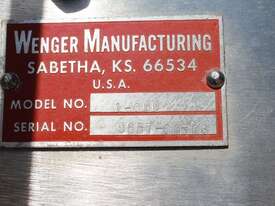 WENGER MANUFACTURING
SABETHA, KS. 66534
U.S.A.
MODEL NO.
SERIAL NO.